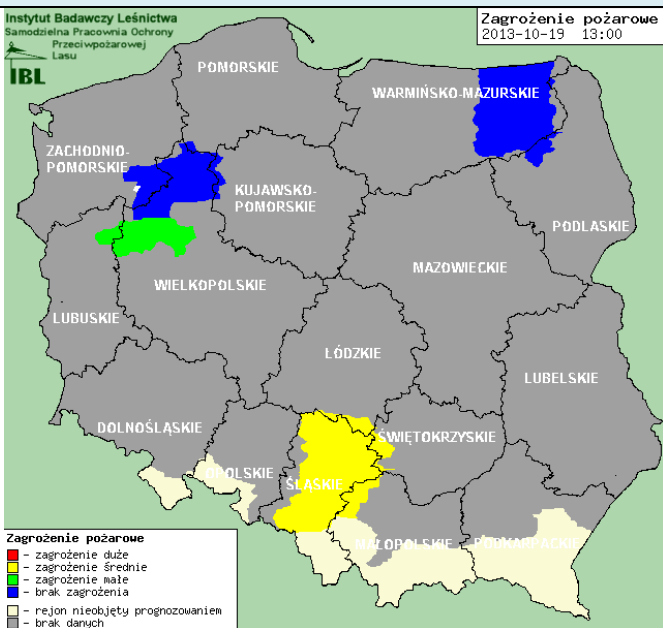 Instytut Badawczy Leśnictwa
Samodzielna Pracownia Ochrony
Przeciwpożarowej
Lasu
IBL
Zagrożenie pożarowe
2013-10-19 13:00
POMORSKIE
WARMIŃSKO-MAZURSKIE
ZACHODNIO-
POMORSKIE
KUJAWSKO-
POMORSKIE
PODLASKIE
MAZOWIECKIE
WIELKOPOLSKIE
LUBUSKIE
ŁÓDZKIE
LUBELSKIE
DOLNOŚLĄSKIE
ŚWIĘTOKRZYSKIE
OPOLSKIE
ŚLĄSKIE
MAŁOPOLSKIE
PODKARPACKIE
Zagrożenie pożarowe
- zagrożenie duże
- zagrożenie średnie
- zagrożenie małe
- brak zagrożenia
- rejon nieobjęty prognozowaniem
- brak danych